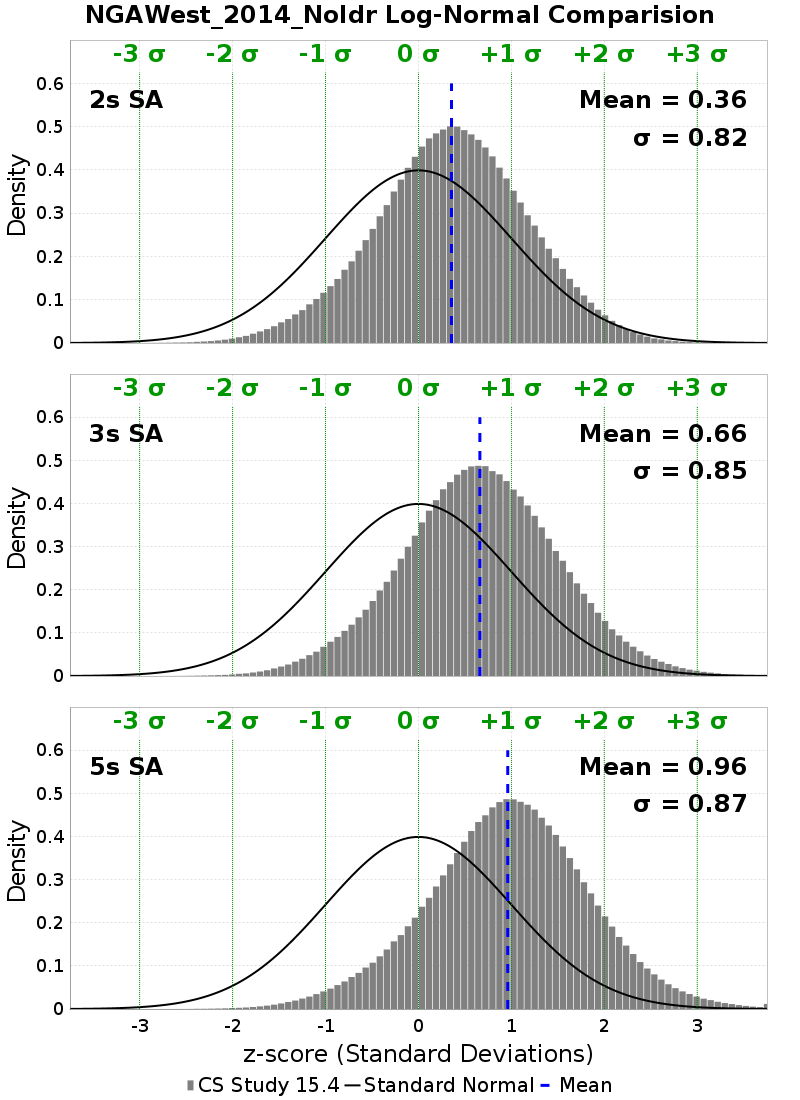 NGAWest_2014_NoIdr Log-Normal Comparision
-3 σ -2 σ -1 σ 0 σ +1 σ +2 σ +3 σ
0.6
2s SA Mean = 0.36
0.5
σ = 0.82
0.4
0.3
0.2
0.1
0
Density
-3 σ -2 σ -1 σ 0 σ +1 σ +2 σ +3 σ
0.6
3s SA Mean = 0.66
0.5
σ = 0.85
0.4
0.3
0.2
0.1
0
Density
-3 σ -2 σ -1 σ 0 σ +1 σ +2 σ +3 σ
0.6
5s SA Mean = 0.96
0.5
σ = 0.87
0.4
0.3
0.2
0.1
0
Density
-3 -2 -1 0 1 2 3
z-score (Standard Deviations)
CS Study 15.4 Standard Normal Mean